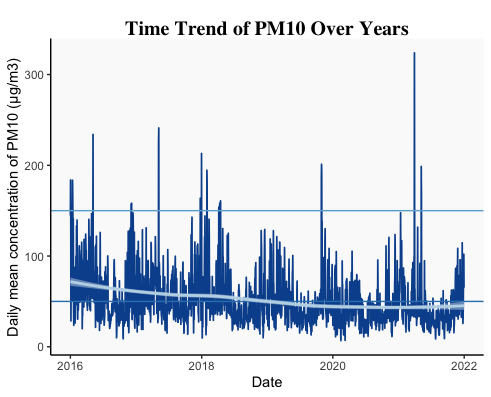 Time Trend of PM10 Over Years
Daily mean concentration of PM10 (μg/m3)
300
200
100
0
2016
2018
2020
2022
Date